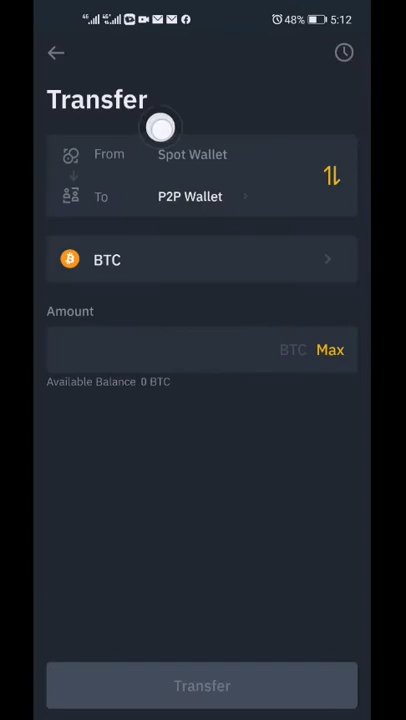 48% 5:12
Transfer
From Spot Wallet
To P2P Wallet
BTC
Amount
BTC Max
Available Balance 0 BTC
Transfer